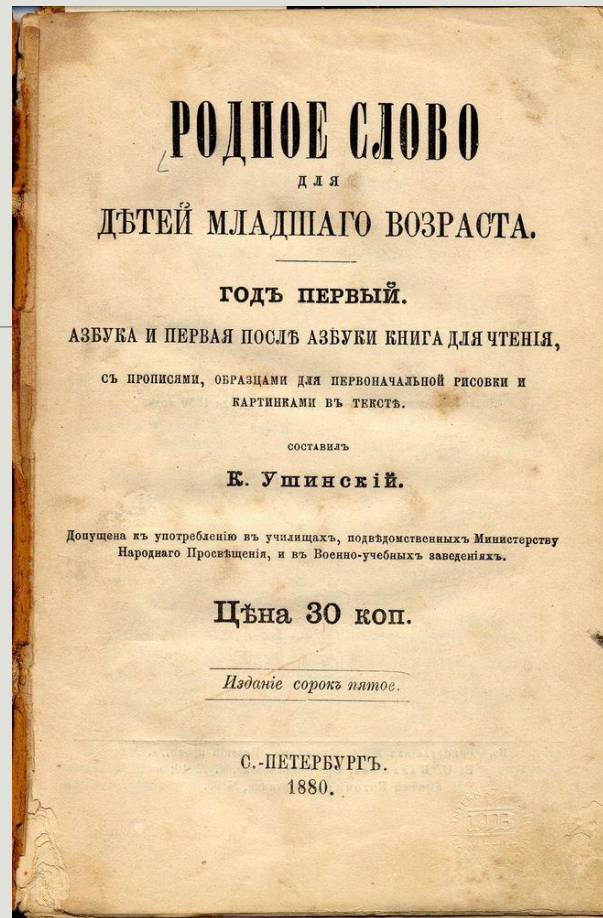 РОДНОЕ СЛОВО
ДЛЯ
ДѢТЕЙ МЛАДШАГО ВОЗРАСТА.
ГОДЪ ПЕРВЫЙ.
АЗБУКА И ПЕРВАЯ ПОСЛѢ АЗБУКИ КНИГА ДЛЯ ЧТЕНІЯ,
СЪ ПРОПИСЯМИ, ОБРАЗЦАМИ ДЛЯ ПЕРВОНАЧАЛЬНОЙ РИСОВКИ И
КАРТИНКАМИ ВЪ ТЕКСТѢ.
СОСТАВИЛЪ
К. Ушинскій.
Допущена къ употребленію въ училищахъ, подвѣдомственныхъ Министерству
Народнаго Просвѣщенія, и въ Военно-учебныхъ заведеніяхъ.
Цѣна 30 коп.
Изданіе сорокъ пятое.
С.-ПЕТЕРБУРГЪ.
1880.